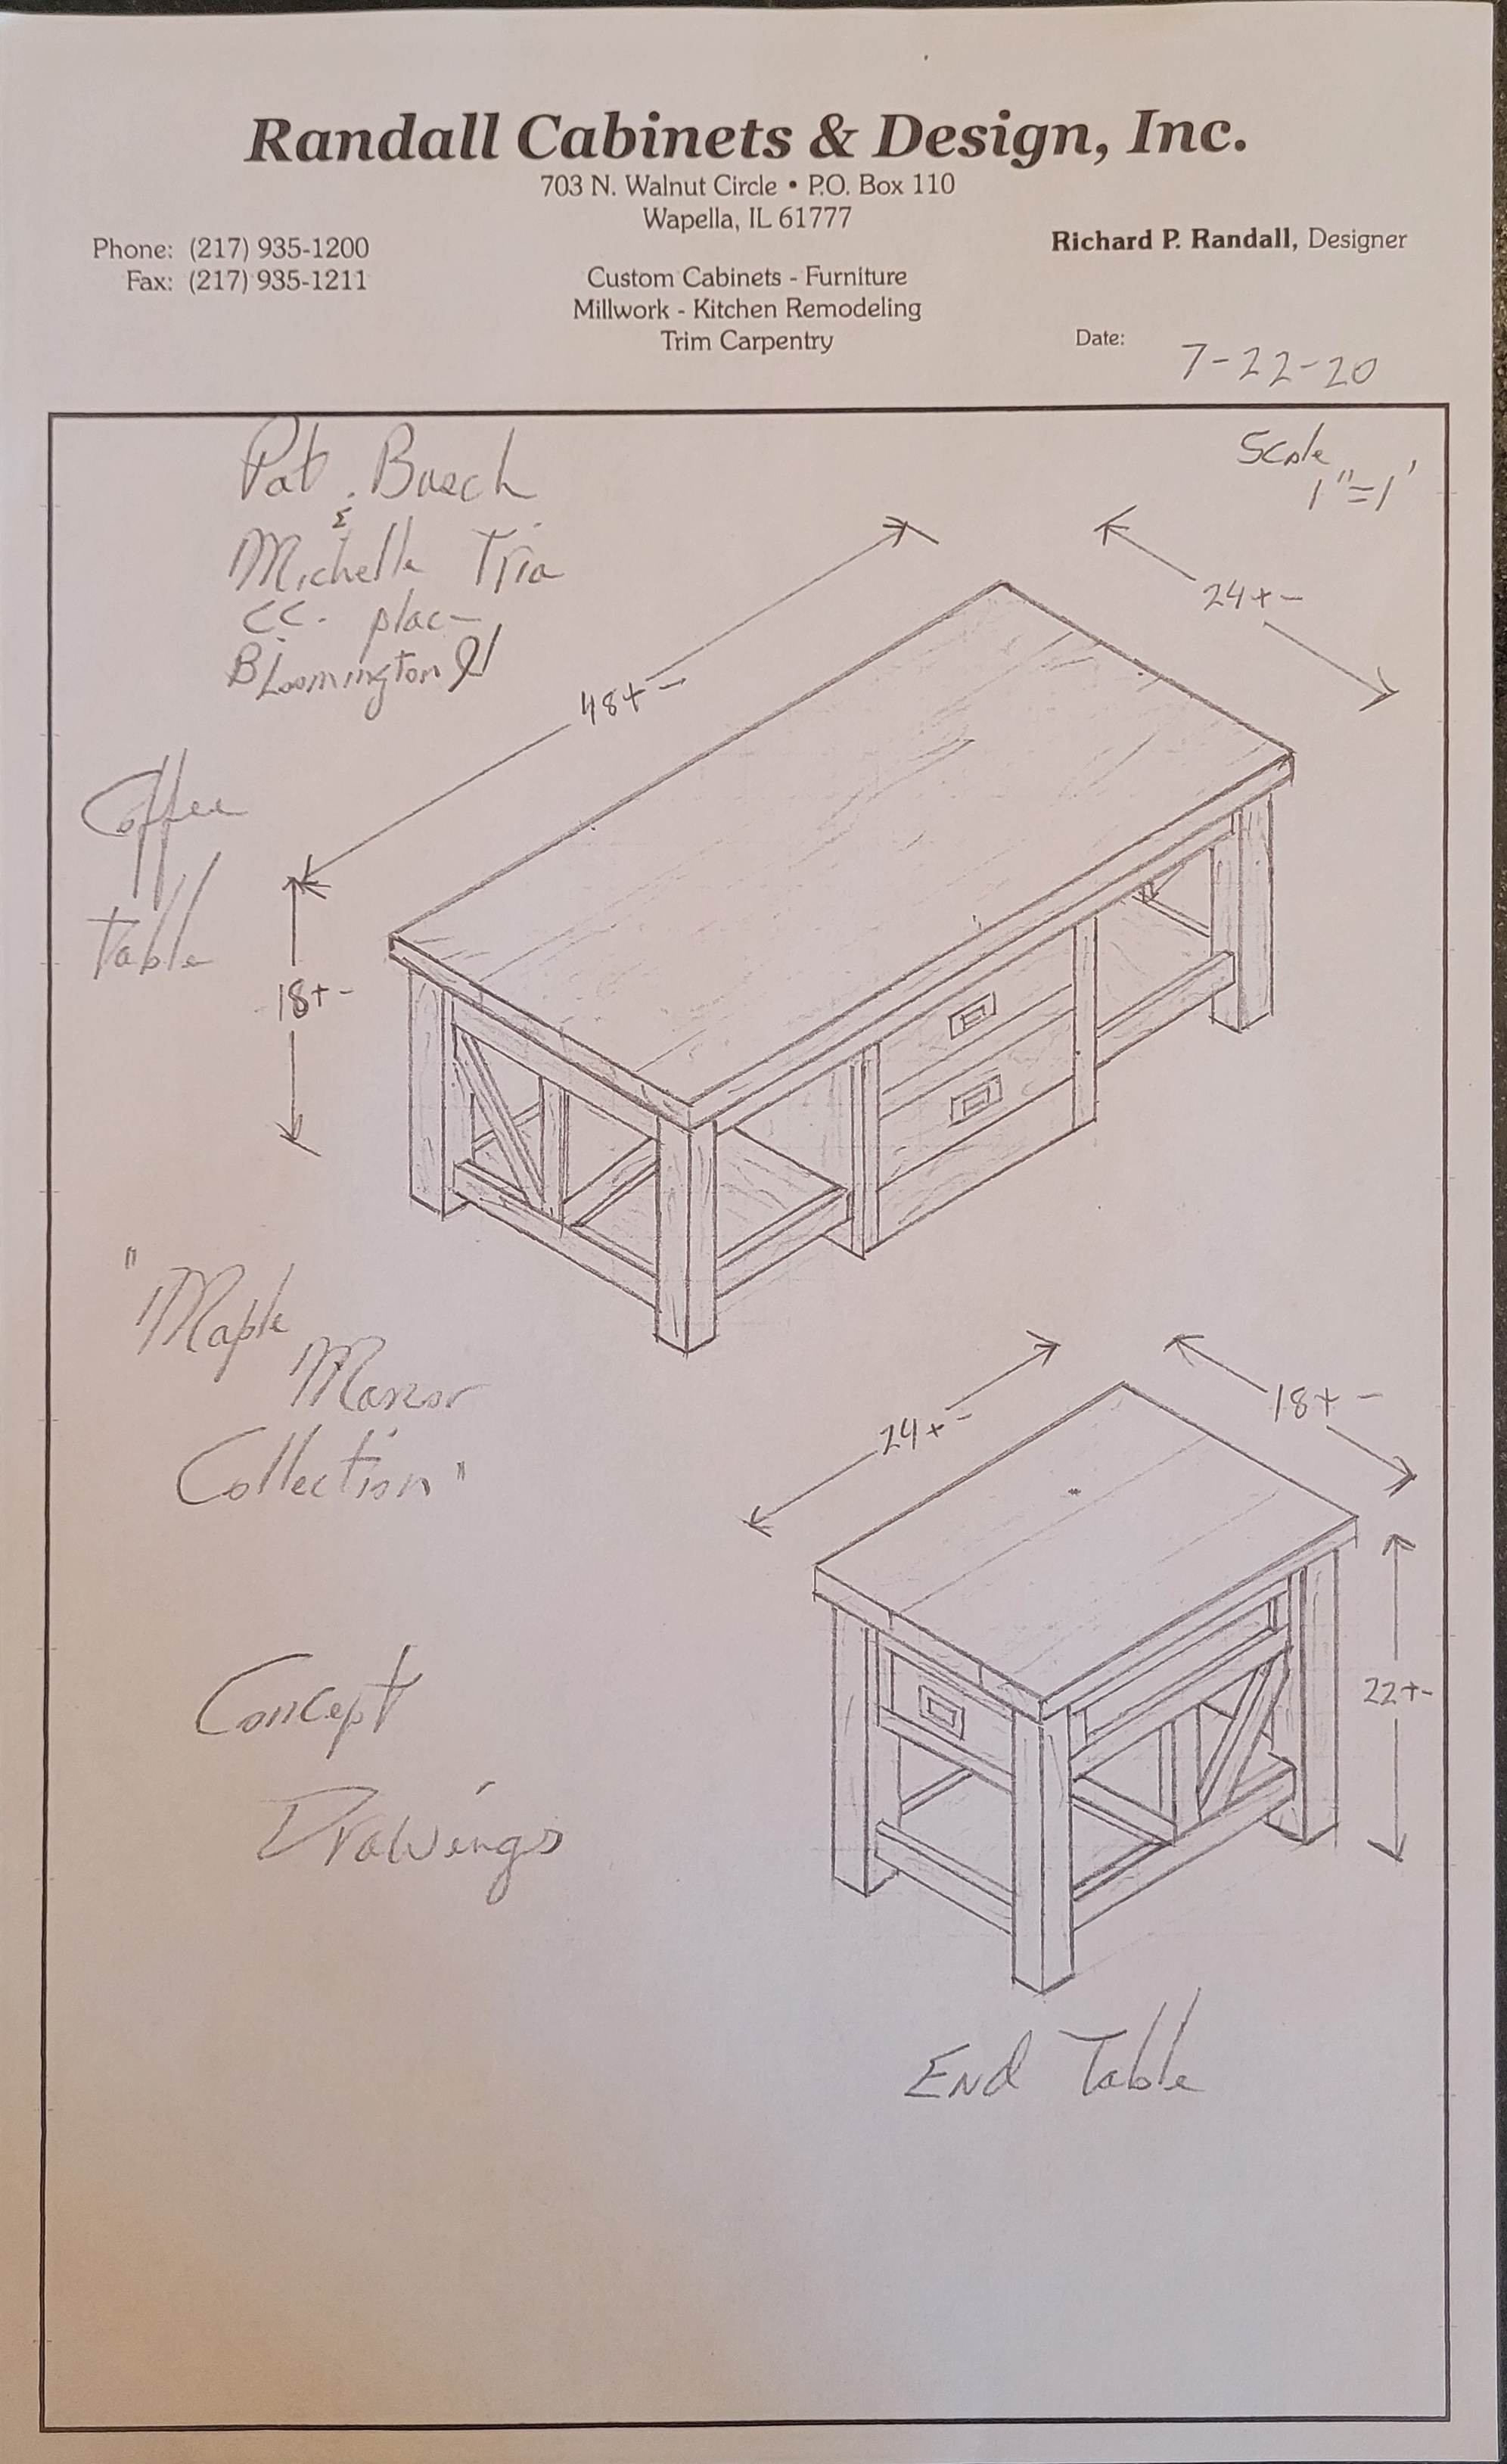 Randall Cabinets & Design, Inc.
703 N. Walnut Circle • P.O. Box 110
Wapella, IL 61777
Phone: (217) 935-1200
Fax: (217) 935-1211
Richard P. Randall, Designer
Custom Cabinets - Furniture
Millwork - Kitchen Remodeling
Trim Carpentry
Date: 7-22-20
Scale
1"=1'
Pat Busch
&
Michelle Tria
CC. plac
Bloomington Il
24+-
48+-
Coffee
Table
18+-
"Maple
Manor
Collection"
24+-
18+-
22+-
Concept
Drawings
End Table